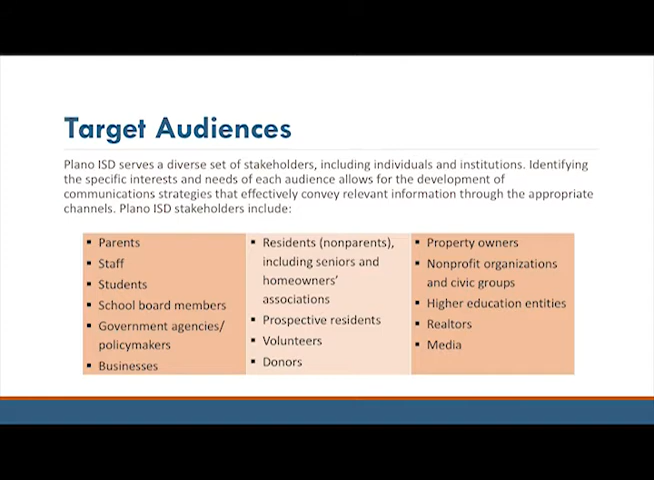 Target Audiences
Plano ISD serves a diverse set of stakeholders, including individuals and institutions. Identifying
the specific interests and needs of each audience allows for the development of
communications strategies that effectively convey relevant information through the appropriate
channels. Plano ISD stakeholders include:
▪ Parents
▪ Staff
▪ Students
▪ School board members
▪ Government agencies/
policymakers
▪ Businesses
▪ Residents (nonparents),
including seniors and
homeowners’
associations
▪ Prospective residents
▪ Volunteers
▪ Donors
▪ Property owners
▪ Nonprofit organizations
and civic groups
▪ Higher education entities
▪ Realtors
▪ Media